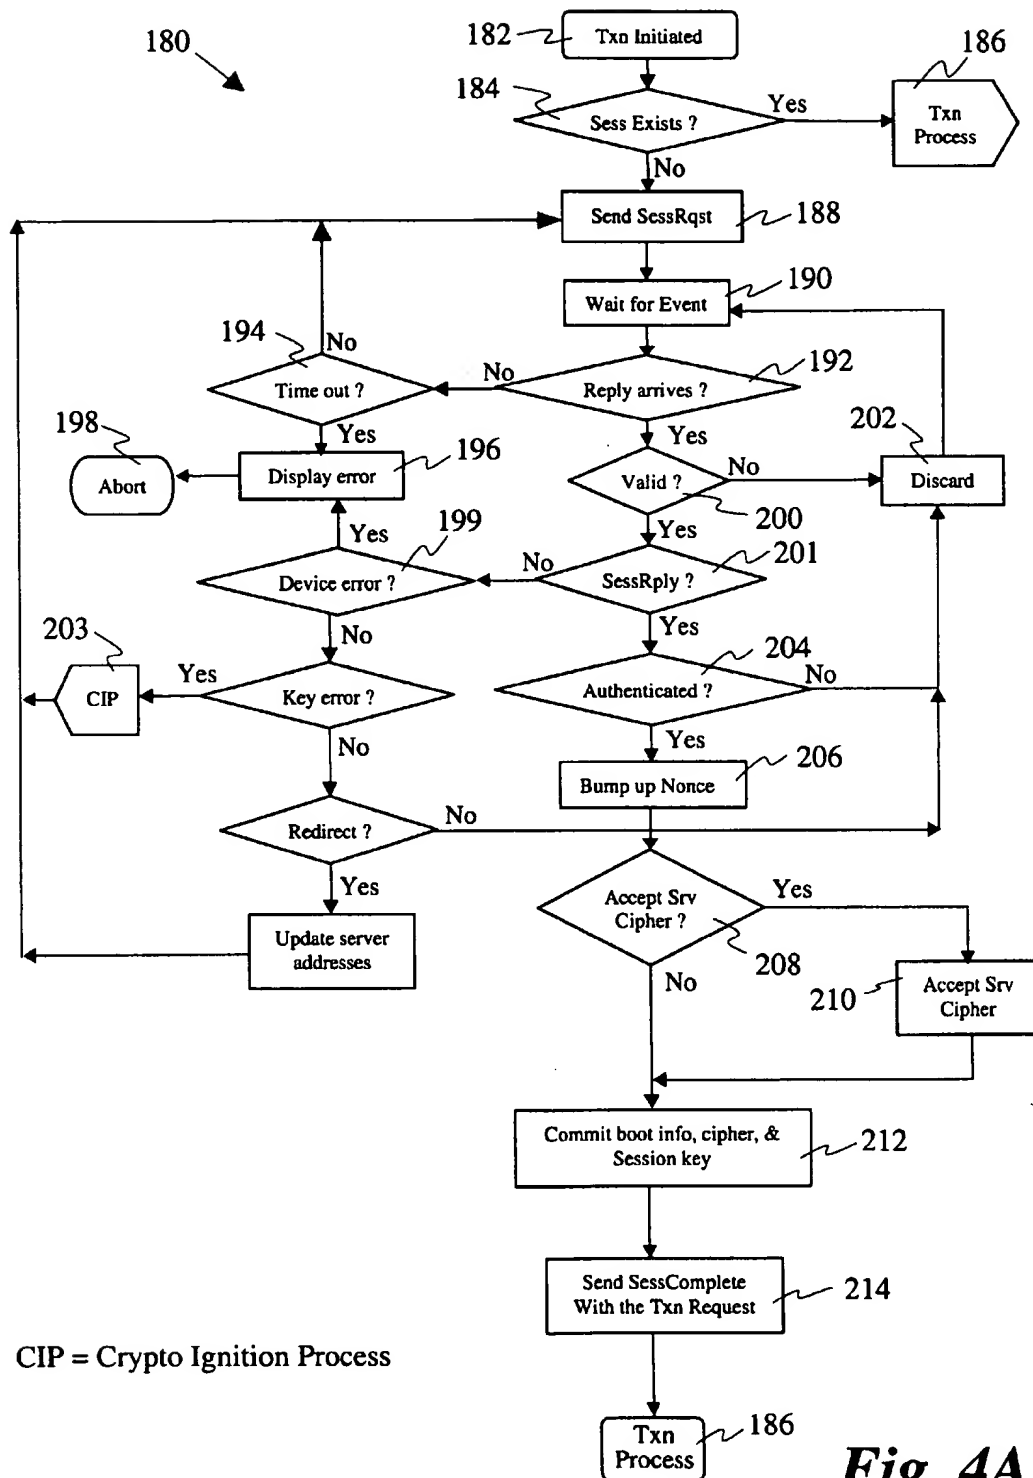 180
182
Txn Initiated
186
184
Sess Exists ?
Yes
Txn
Process
No
Send SessRqst
188
Wait for Event
190
194
No
Time out ?
No
Reply arrives ?
192
198
Yes
Yes
202
Abort
Display error
196
Valid ?
No
Discard
200
Yes
199
Yes
201
Device error ?
No
SessRply ?
203
No
Yes
204
Yes
CIP
Key error ?
Authenticated ?
No
No
Yes
206
Bump up Nonce
Redirect ?
No
Yes
Accept Srv
Cipher ?
Yes
208
Update server
addresses
No
210
Accept Srv
Cipher
Commit boot info, cipher, &
Session key
212
Send SessComplete
With the Txn Request
214
CIP = Crypto Ignition Process
Txn
Process
186
Fig. 4A